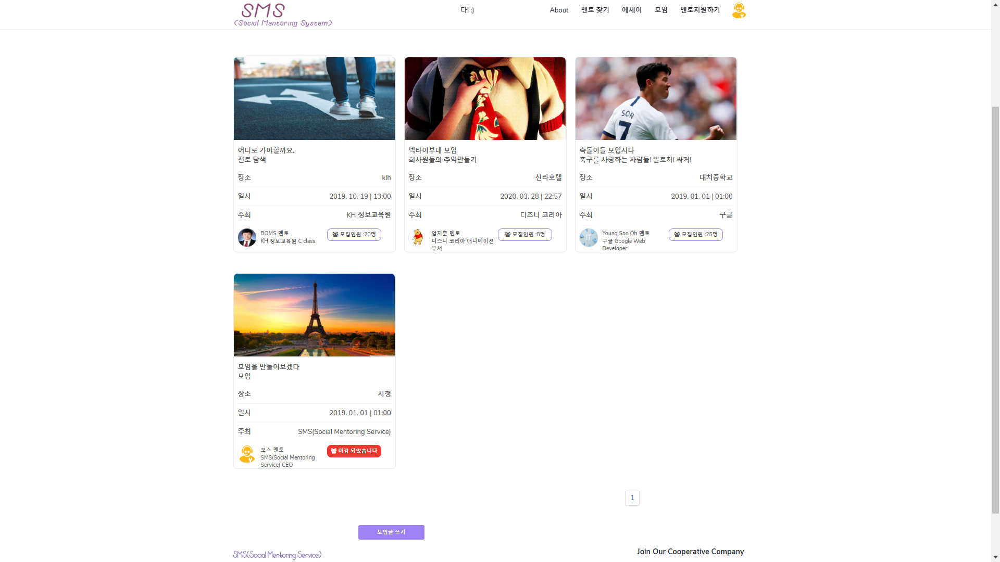 SMS
(Social Mentoring System)
다! :)
About
멘토 찾기
에세이
모임
멘토지원하기
SON
7
어디로 가야할까요.
진로 탐색
장소 klh
일시 2019. 10. 19 | 13:00
주최 KH 정보교육원
BOMS 멘토
KH 정보교육원 C class
모집인원 :20명
넥타이부대 모임
회사원들의 추억만들기
장소 신라호텔
일시 2020. 03. 28 | 22:57
주최 디즈니 코리아
엄지훈 멘토
디즈니 코리아 애니메이션
부서
모집인원 :8명
축돌이들 모입시다
축구를 사랑하는 사람들! 발로차! 싸커!
장소 대치중학교
일시 2019. 01. 01 | 01:00
주최 구글
IT
Young Soo Oh 멘토
구글 Google Web
Developer
모집인원 :25명
모임을 만들어보겠다
모임
장소 시청
일시 2019. 01. 01 | 01:00
주최 SMS(Social Mentoring Service)
보스 멘토
SMS(Social Mentoring
Service) CEO
마감 되었습니다
1
모임글 쓰기
SMS(Social Mentoring Service)
Join Our Cooperative Company